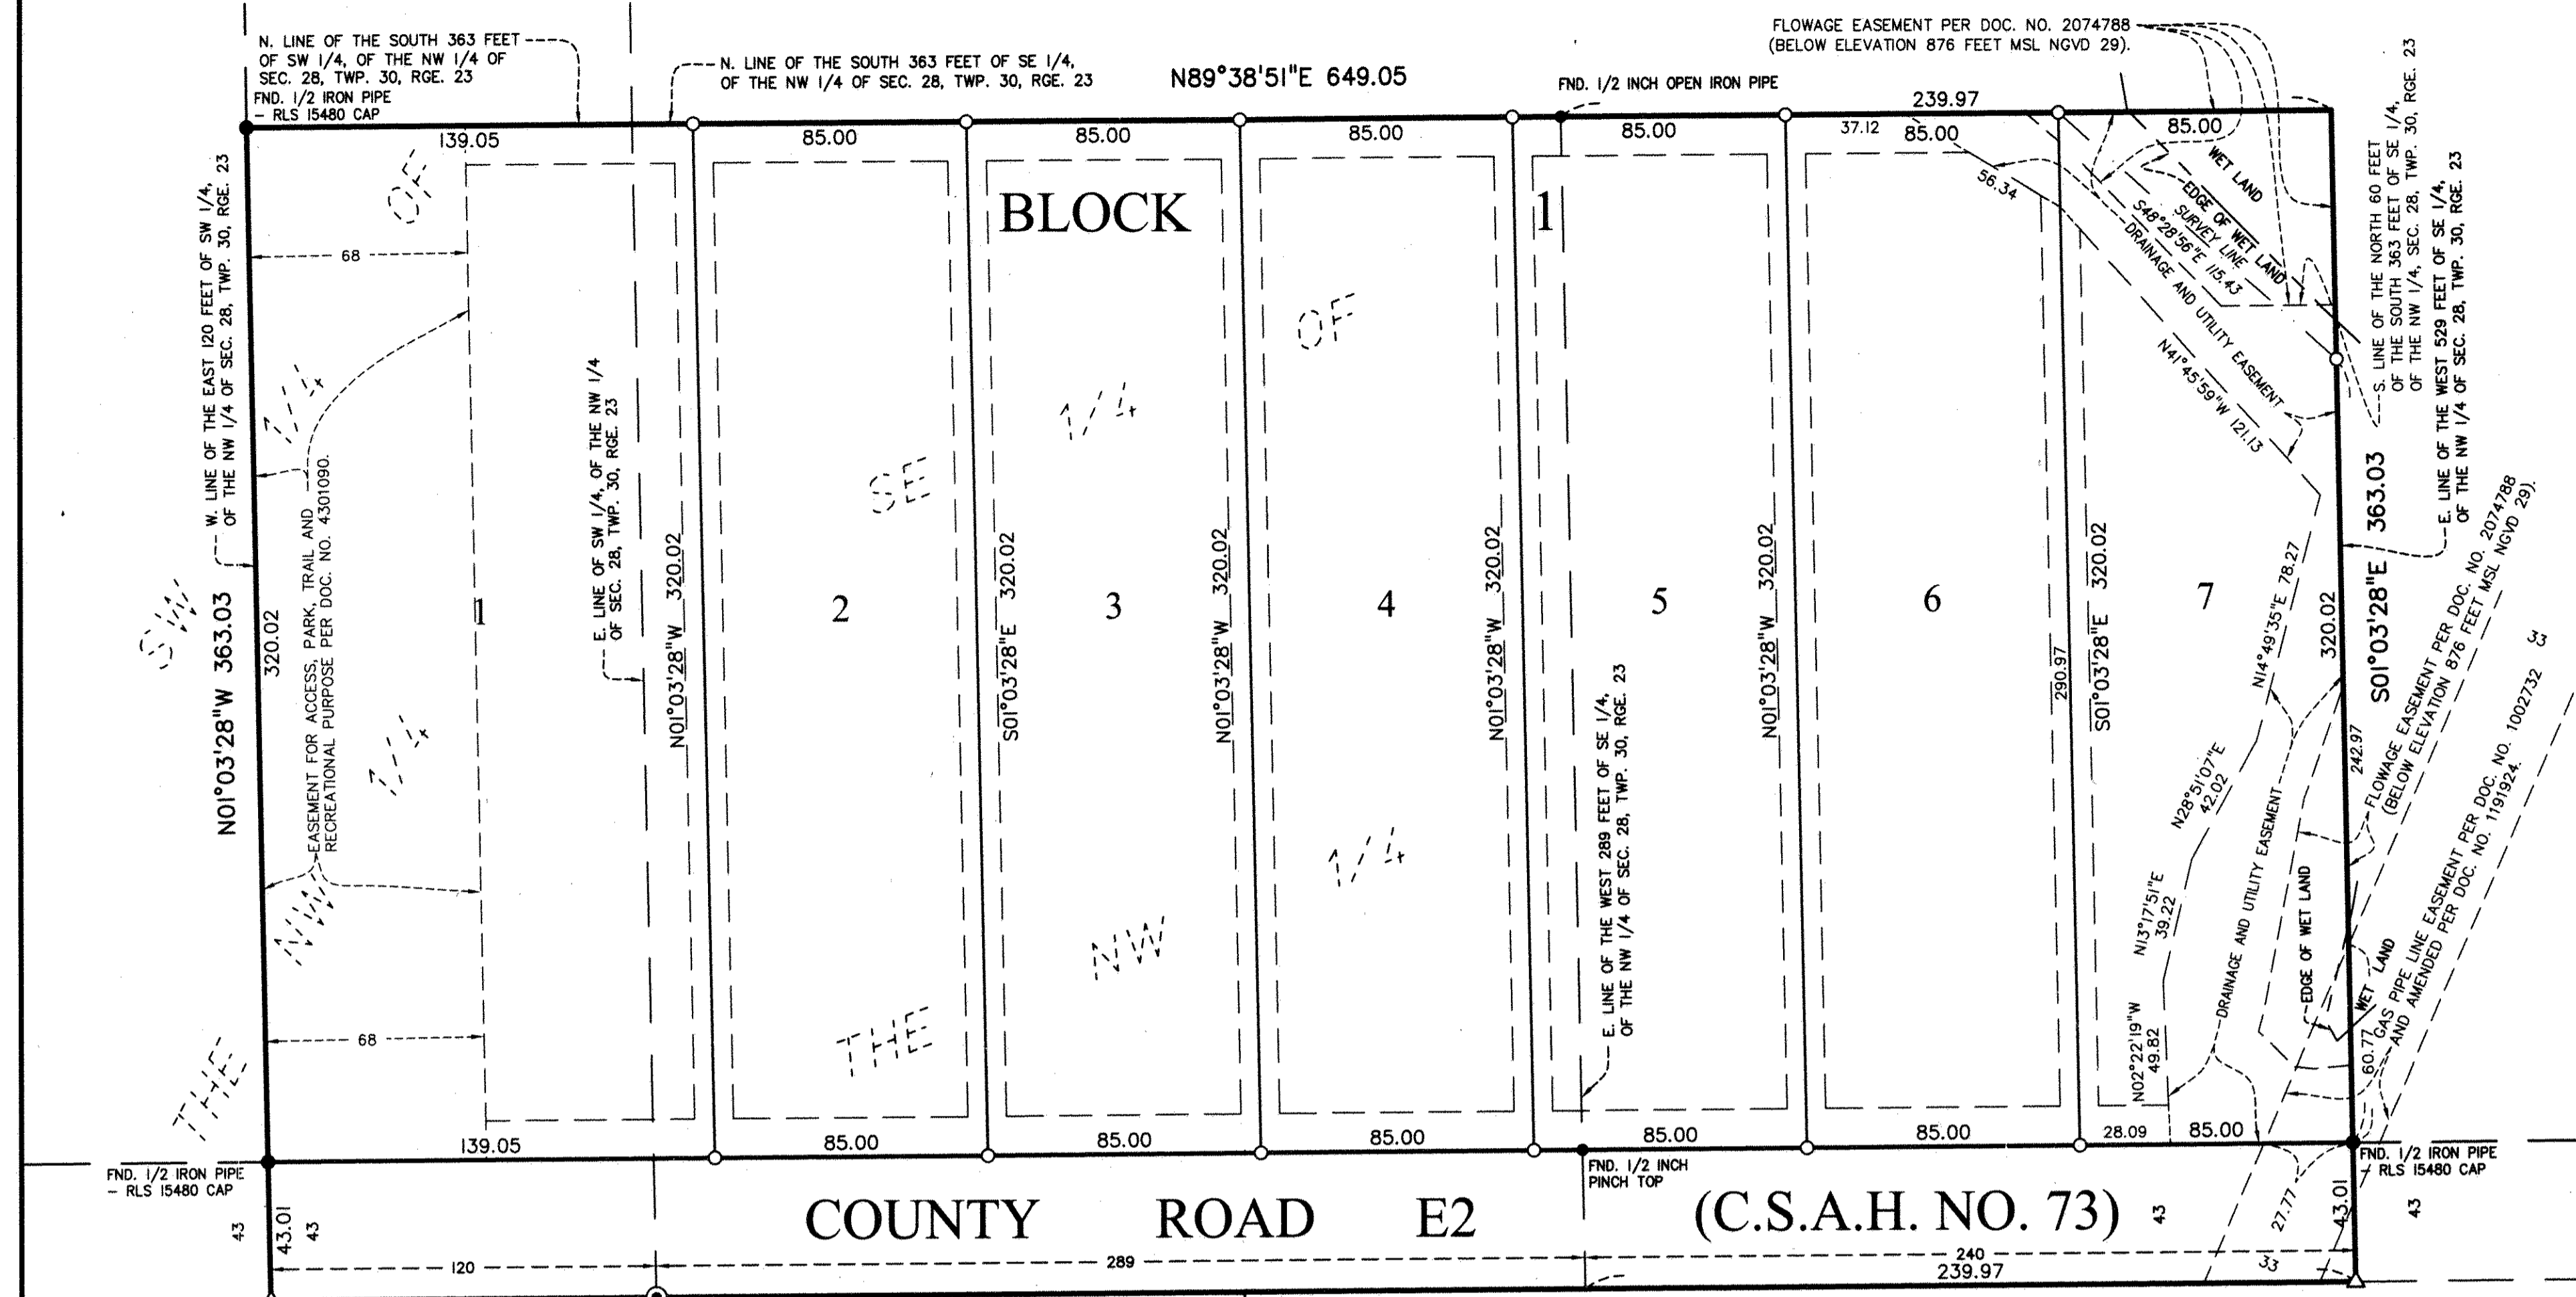 N. LINE OF THE SOUTH 363 FEET
OF SW 1/4, OF THE NW 1/4 OF
SEC. 28, TWP. 30, RGE. 23
FND. 1/2 IRON PIPE
- RLS 15480 CAP
N. LINE OF THE SOUTH 363 FEET OF SE 1/4,
OF THE NW 1/4 OF SEC. 28, TWP. 30, RGE. 23
N89°38'51"E 649.05
FND. 1/2 INCH OPEN IRON PIPE
FLOWAGE EASEMENT PER DOC. NO. 2074788
(BELOW ELEVATION 876 FEET MSL NGVD 29).
239.97
139.05
85.00
85.00
85.00
85.00
37.12
85.00
85.00
BLOCK 1
W. LINE OF THE EAST 120 FEET OF SW 1/4,
OF THE NW 1/4 OF SEC. 28, TWP. 30, RGE. 23
N01°03'28"W 363.03
320.02
68
EASEMENT FOR ACCESS, PARK, TRAIL AND
RECREATIONAL PURPOSE PER DOC. NO. 4301090.
68
OF
1/4
SW
1/4
NW
THE
E. LINE OF SW 1/4, OF THE NW 1/4
OF SEC. 28, TWP. 30, RGE. 23
N01°03'28"W 320.02
S01°03'28"E 320.02
N01°03'28"W 320.02
N01°03'28"W 320.02
N01°03'28"W 320.02
290.97
S01°03'28"E 320.02
OF
1/4
SE
1/4
NW
THE
1
2
3
4
5
6
7
E. LINE OF THE WEST 289 FEET OF SE 1/4,
OF THE NW 1/4 OF SEC. 28, TWP. 30, RGE. 23
56.34
WET LAND
EDGE OF WET LAND
SURVEY LINE
S48°28'56"E 115.43
DRAINAGE AND UTILITY EASEMENT
N41°45'59"W 121.13
S. LINE OF THE NORTH 60 FEET
OF THE SOUTH 363 FEET OF SE 1/4,
OF THE NW 1/4, SEC. 28, TWP. 30, RGE. 23
E. LINE OF THE WEST 529 FEET OF SE 1/4,
OF THE NW 1/4 OF SEC. 28, TWP. 30, RGE. 23
S01°03'28"E 363.03
320.02
242.97
N14°49'35"E 78.27
N28°51'07"E
42.02
N13°17'51"E
39.22
N02°22'19"W
49.82
DRAINAGE AND UTILITY EASEMENT
EDGE OF WET LAND
WET LAND
FLOWAGE EASEMENT PER DOC. NO. 2074788
(BELOW ELEVATION 876 FEET MSL NGVD 29).
GAS PIPE LINE EASEMENT PER DOC. NO. 1002732
AND AMENDED PER DOC. NO. 1191924.
33
60.77
139.05
85.00
85.00
85.00
85.00
85.00
28.09
85.00
FND. 1/2 IRON PIPE
- RLS 15480 CAP
FND. 1/2 INCH
PINCH TOP
FND. 1/2 IRON PIPE
- RLS 15480 CAP
43
43.01
43
COUNTY ROAD E2 (C.S.A.H. NO. 73)
43
27.77
43.01
43
120
289
240
239.97
33